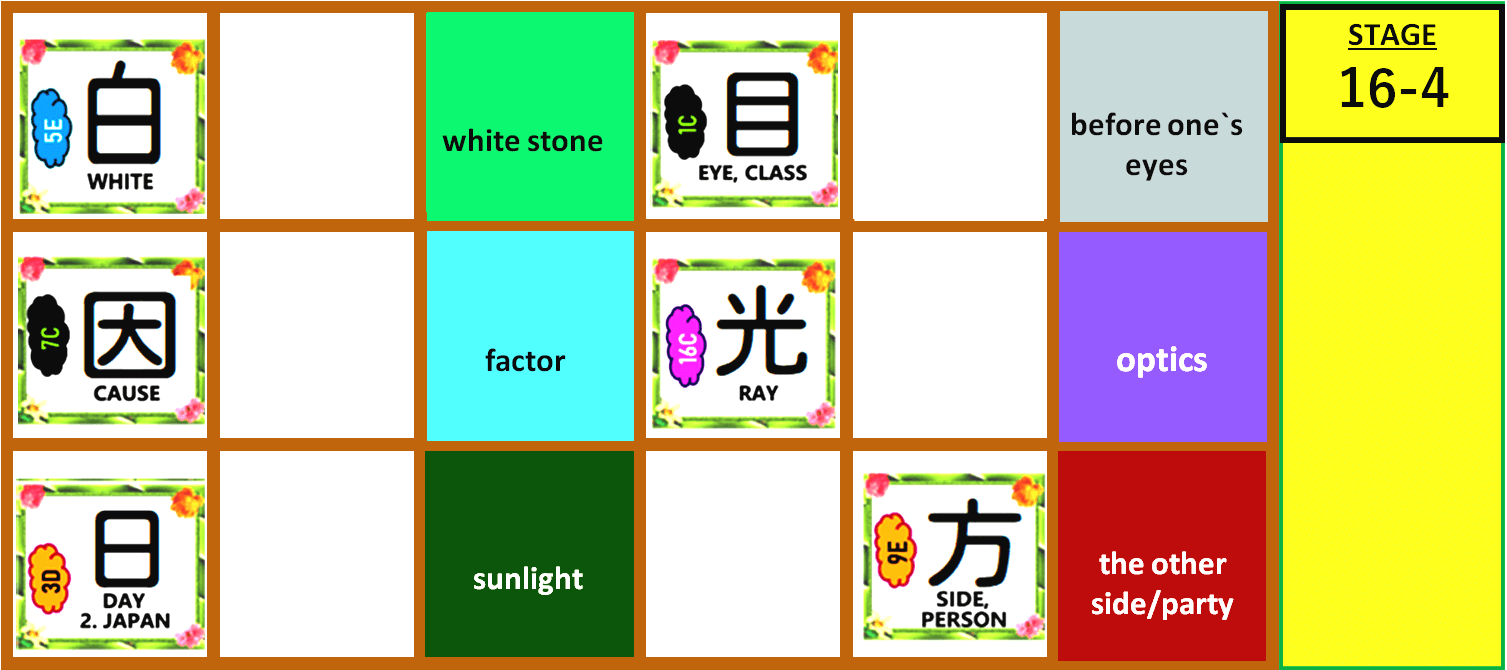 5E
白
WHITE
white stone
1C
目
EYE, CLASS
before one`s
eyes
STAGE
16-4
7C
因
CAUSE
factor
16C
光
RAY
optics
3D
日
DAY
2. JAPAN
sunlight
9E
方
SIDE,
PERSON
the other
side/party